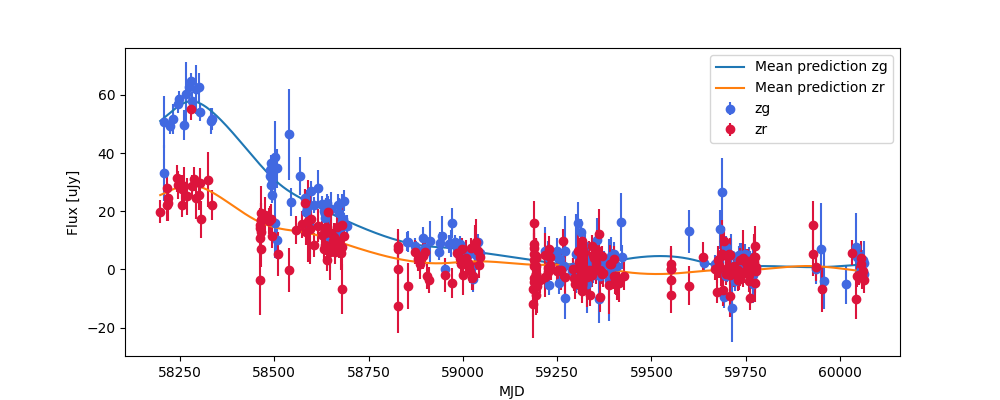 Mean prediction zg
Mean prediction zr
zg
zr
60
40
20
0
−20
Flux [uJy]
58250 58500 58750 59000 59250 59500 59750 60000
MJD